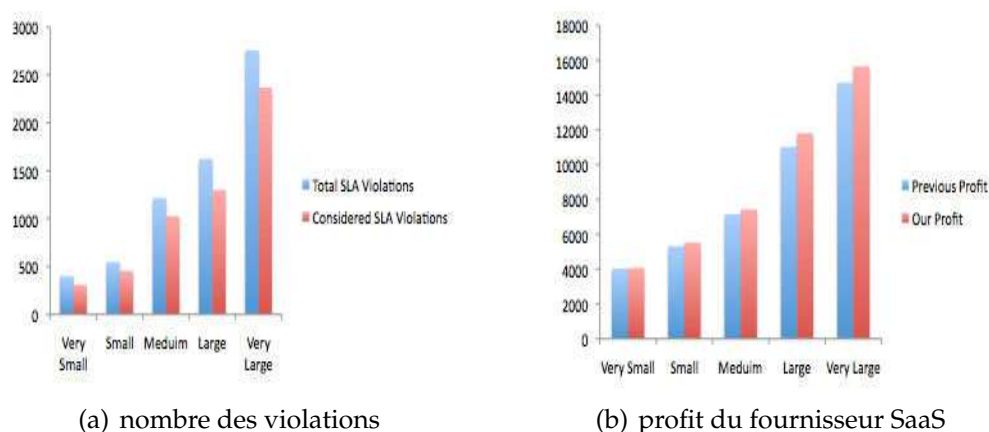 3000
2500
2000
1500
1000
500
0
Very Small
Small
Meduim
Large
Very Large
Total SLA Violations
Considered SLA Violations
(a) nombre des violations
18000
16000
14000
12000
10000
8000
6000
4000
2000
0
Very Small
Small
Meduim
Large
Very Large
Previous Profit
Our Profit
(b) profit du fournisseur SaaS